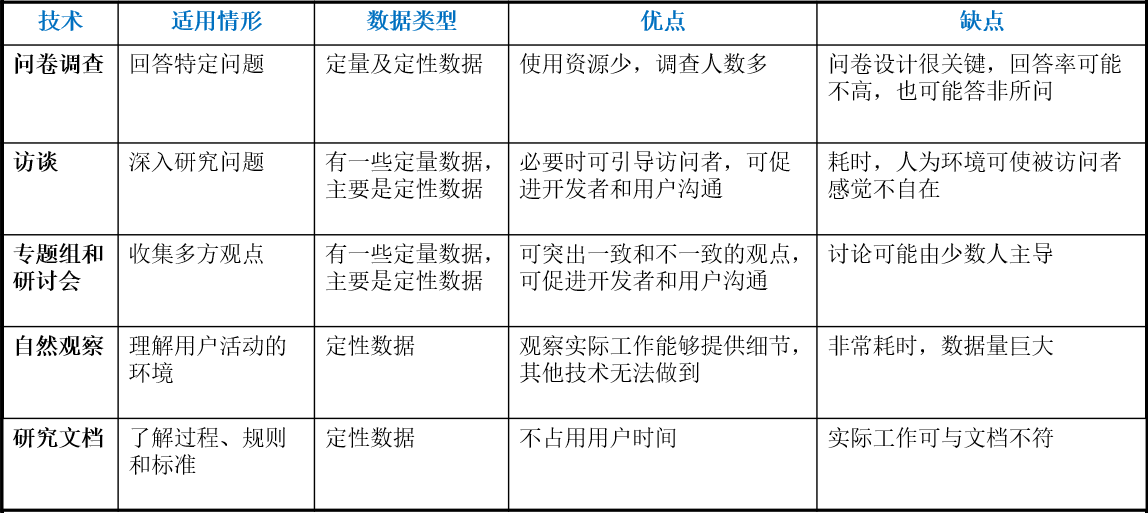 技术 适用情形 数据类型 优点 缺点
问卷调查 回答特定问题 定量及定性数据 使用资源少，调查人数多 问卷设计很关键，回答率可能
不高，也可能答非所问
访谈 深入研究问题 有一些定量数据， 必要时可引导访问者，可促 耗时，人为环境可使被访问者
主要是定性数据 进开发者和用户沟通 感觉不自在
专题组和 收集多方观点 有一些定量数据， 可突出一致和不一致的观点， 讨论可能由少数人主导
研讨会 主要是定性数据 可促进开发者和用户沟通
自然观察 理解用户活动的 定性数据 观察实际工作能够提供细节， 非常耗时，数据量巨大
环境 其他技术无法做到
研究文档 了解过程、规则 定性数据 不占用用户时间 实际工作可与文档不符
和标准